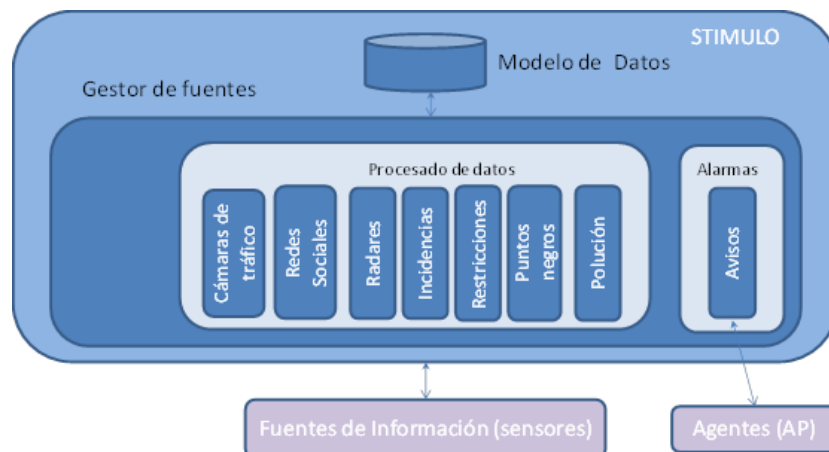 STIMULO
Modelo de Datos
Gestor de fuentes
Procesado de datos
Alarmas
Cámaras de
tráfico
Redes
Sociales
Radares
Incidencias
Restricciones
Puntos
negros
Polución
Avisos
Fuentes de Información (sensores)
Agentes (AP)